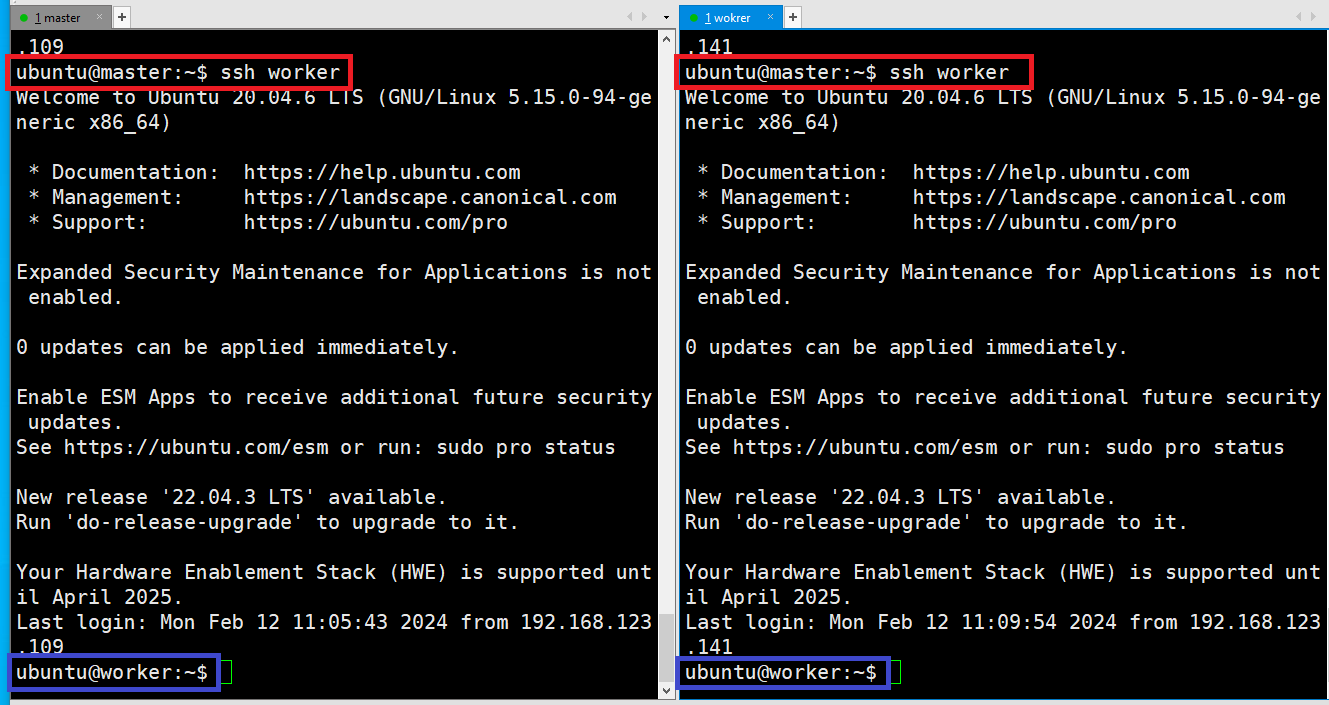 1 master × +
.109
ubuntu@master:~$ ssh worker
Welcome to Ubuntu 20.04.6 LTS (GNU/Linux 5.15.0-94-ge
neric x86_64)
* Documentation: https://help.ubuntu.com
* Management: https://landscape.canonical.com
* Support: https://ubuntu.com/pro
Expanded Security Maintenance for Applications is not
enabled.
0 updates can be applied immediately.
Enable ESM Apps to receive additional future security
updates.
See https://ubuntu.com/esm or run: sudo pro status
New release '22.04.3 LTS' available.
Run 'do-release-upgrade' to upgrade to it.
Your Hardware Enablement Stack (HWE) is supported unt
il April 2025.
Last login: Mon Feb 12 11:05:43 2024 from 192.168.123
.109
ubuntu@worker:~$
1 wokrer × +
.141
ubuntu@master:~$ ssh worker
Welcome to Ubuntu 20.04.6 LTS (GNU/Linux 5.15.0-94-ge
neric x86_64)
* Documentation: https://help.ubuntu.com
* Management: https://landscape.canonical.com
* Support: https://ubuntu.com/pro
Expanded Security Maintenance for Applications is not
enabled.
0 updates can be applied immediately.
Enable ESM Apps to receive additional future security
updates.
See https://ubuntu.com/esm or run: sudo pro status
New release '22.04.3 LTS' available.
Run 'do-release-upgrade' to upgrade to it.
Your Hardware Enablement Stack (HWE) is supported unt
il April 2025.
Last login: Mon Feb 12 11:09:54 2024 from 192.168.123
.141
ubuntu@worker:~$